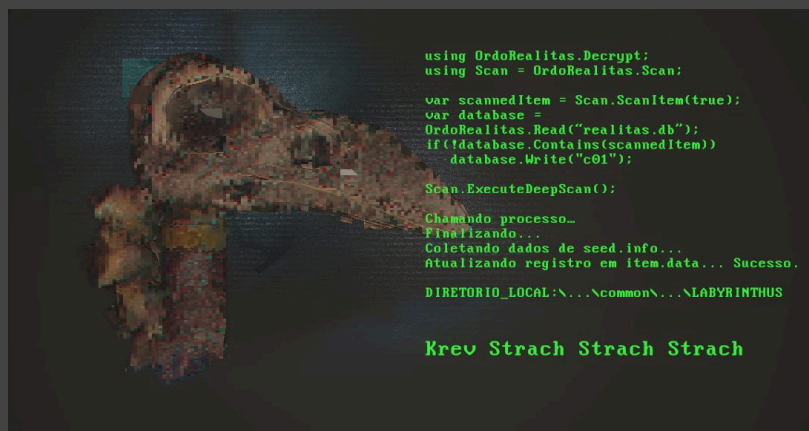 using OrdoRealitas.Decrypt;
using Scan = OrdoRealitas.Scan;
var scannedItem = Scan.ScanItem(true);
var database =
OrdoRealitas.Read("realitas.db");
if(!database.Contains(scannedItem))
database.Write("c01");
Scan.ExecuteDeepScan();
Chamando processo…
Finalizando...
Coletando dados de seed.info...
Atualizando registro em item.data... Sucesso.
DIRETORIO_LOCAL:\...\common\...\LABYRINTHUS
Krev Strach Strach Strach